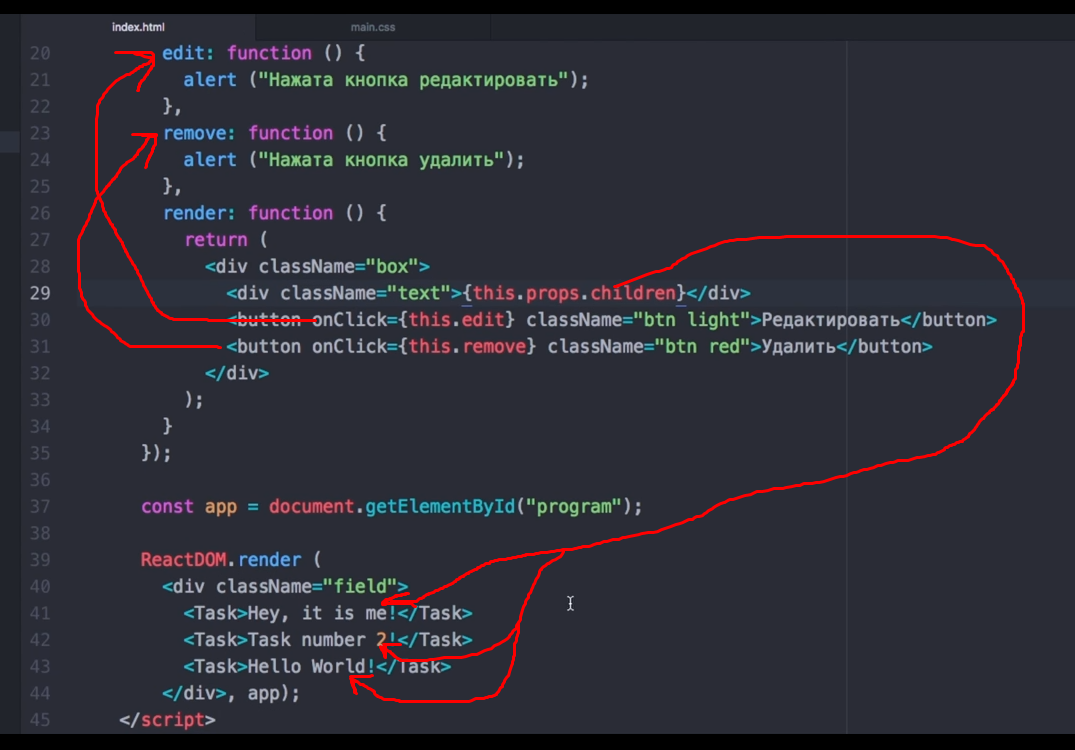 index.html main.css
20 edit: function () {
21 alert ("Нажата кнопка редактировать");
22 },
23 remove: function () {
24 alert ("Нажата кнопка удалить");
25 },
26 render: function () {
27 return (
28 <div className="box">
29 <div className="text">{this.props.children}</div>
30 <button onClick={this.edit} className="btn light">Редактировать</button>
31 <button onClick={this.remove} className="btn red">Удалить</button>
32 </div>
33 );
34 }
35 });
36
37 const app = document.getElementById("program");
38
39 ReactDOM.render (
40 <div className="field">
41 <Task>Hey, it is me!</Task>
42 <Task>Task number 2!</Task>
43 <Task>Hello World!</Task>
44 </div>, app);
45 </script>